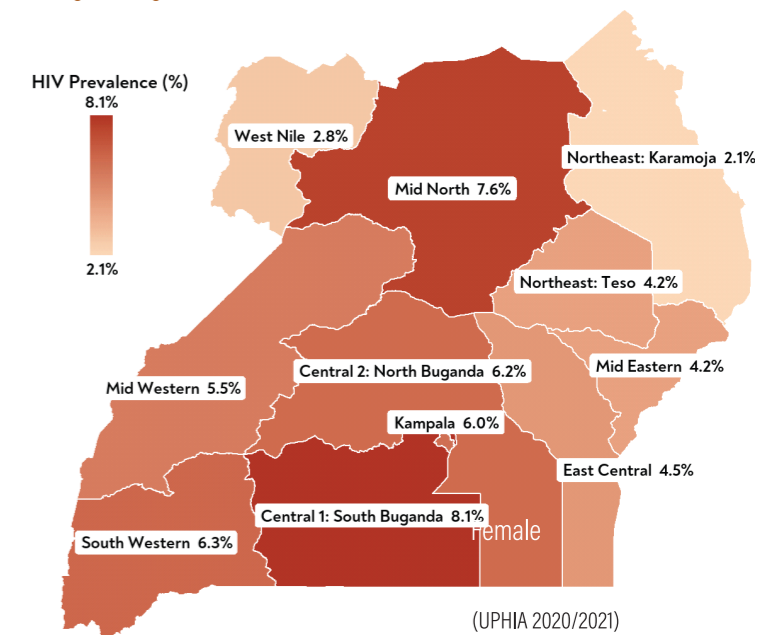 HIV Prevalence (%)
8.1%
2.1%
West Nile 2.8%
Northeast: Karamoja 2.1%
Mid North 7.6%
Northeast: Teso 4.2%
Mid Eastern 4.2%
Central 2: North Buganda 6.2%
Mid Western 5.5%
Kampala 6.0%
East Central 4.5%
Central 1: South Buganda 8.1%
Female
South Western 6.3%
(UPHIA 2020/2021)